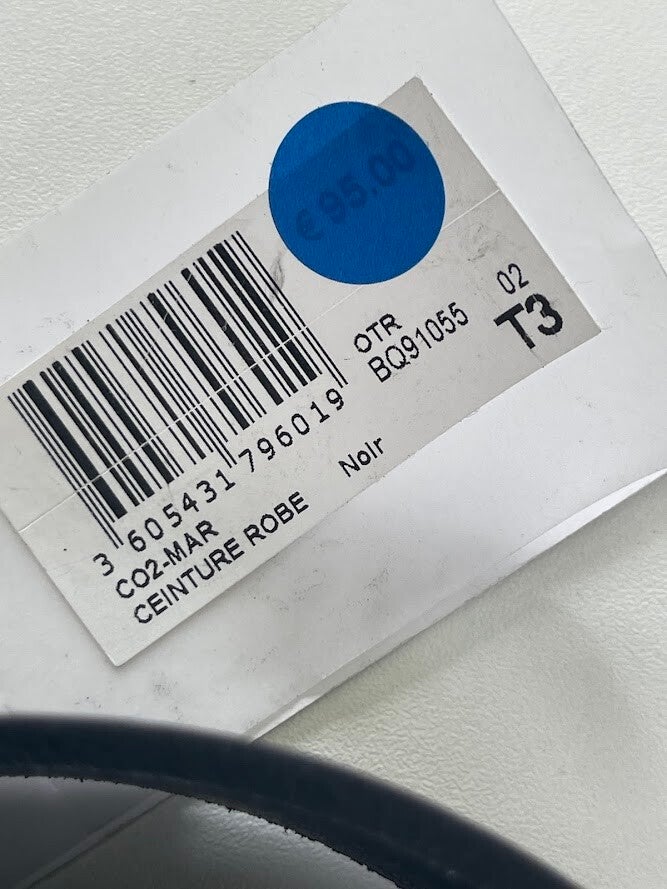 € 95,00
OTR
BQ91055
02
T3
3 605431 796019
CO2-MAR
CEINTURE ROBE Noir